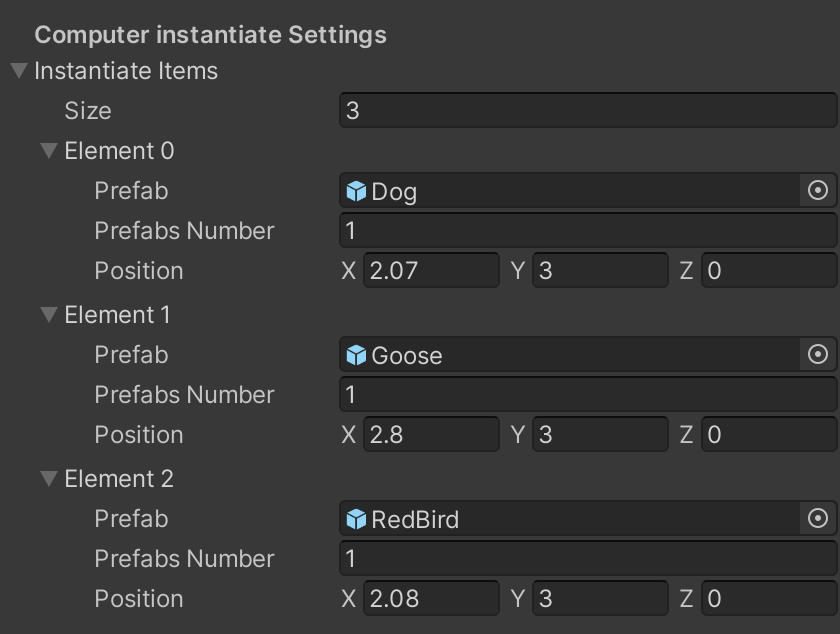 Computer instantiate Settings
Instantiate Items
Size 3
Element 0
Prefab Dog
Prefabs Number 1
Position X 2.07 Y 3 Z 0
Element 1
Prefab Goose
Prefabs Number 1
Position X 2.8 Y 3 Z 0
Element 2
Prefab RedBird
Prefabs Number 1
Position X 2.08 Y 3 Z 0